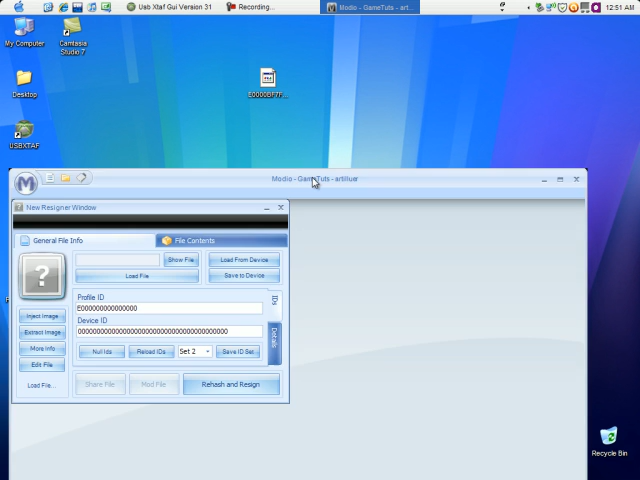 Usb Xtaf Gui Version 31
Recording...
Modio - GameTuts - art...
12:51 AM
My Computer
Camtasia
Studio 7
Desktop
E0000BF7F...
USBXTAF
Modio - GameTuts - artilluer
New Resigner Window
General File Info
File Contents
Show File
Load From Device
Load File
Save to Device
Profile ID
E000000000000000
IDs
Inject Image
Device ID
Extract Image
Details
More Info
Null Ids
Reload IDs
Set 2
Save ID Set
Edit File
Load File...
Share File
Mod File
Rehash and Resign
Recycle Bin